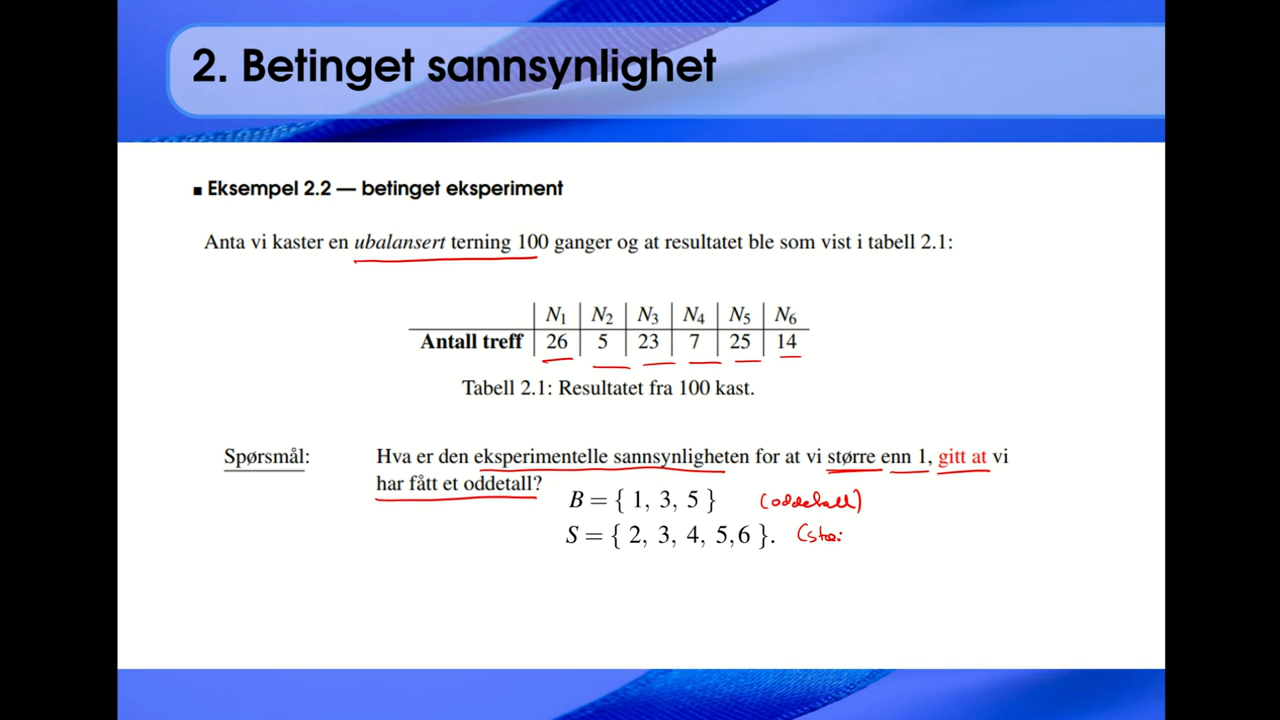 2. Betinget sannsynlighet
■ Eksempel 2.2 — betinget eksperiment
Anta vi kaster en ubalansert terning 100 ganger og at resultatet ble som vist i tabell 2.1:
N₁ N₂ N₃ N₄ N₅ N₆
Antall treff 26 5 23 7 25 14
Tabell 2.1: Resultatet fra 100 kast.
Spørsmål: Hva er den eksperimentelle sannsynligheten for at vi større enn 1, gitt at vi
har fått et oddetall?
B = { 1, 3, 5 } (oddetall)
S = { 2, 3, 4, 5,6 }.